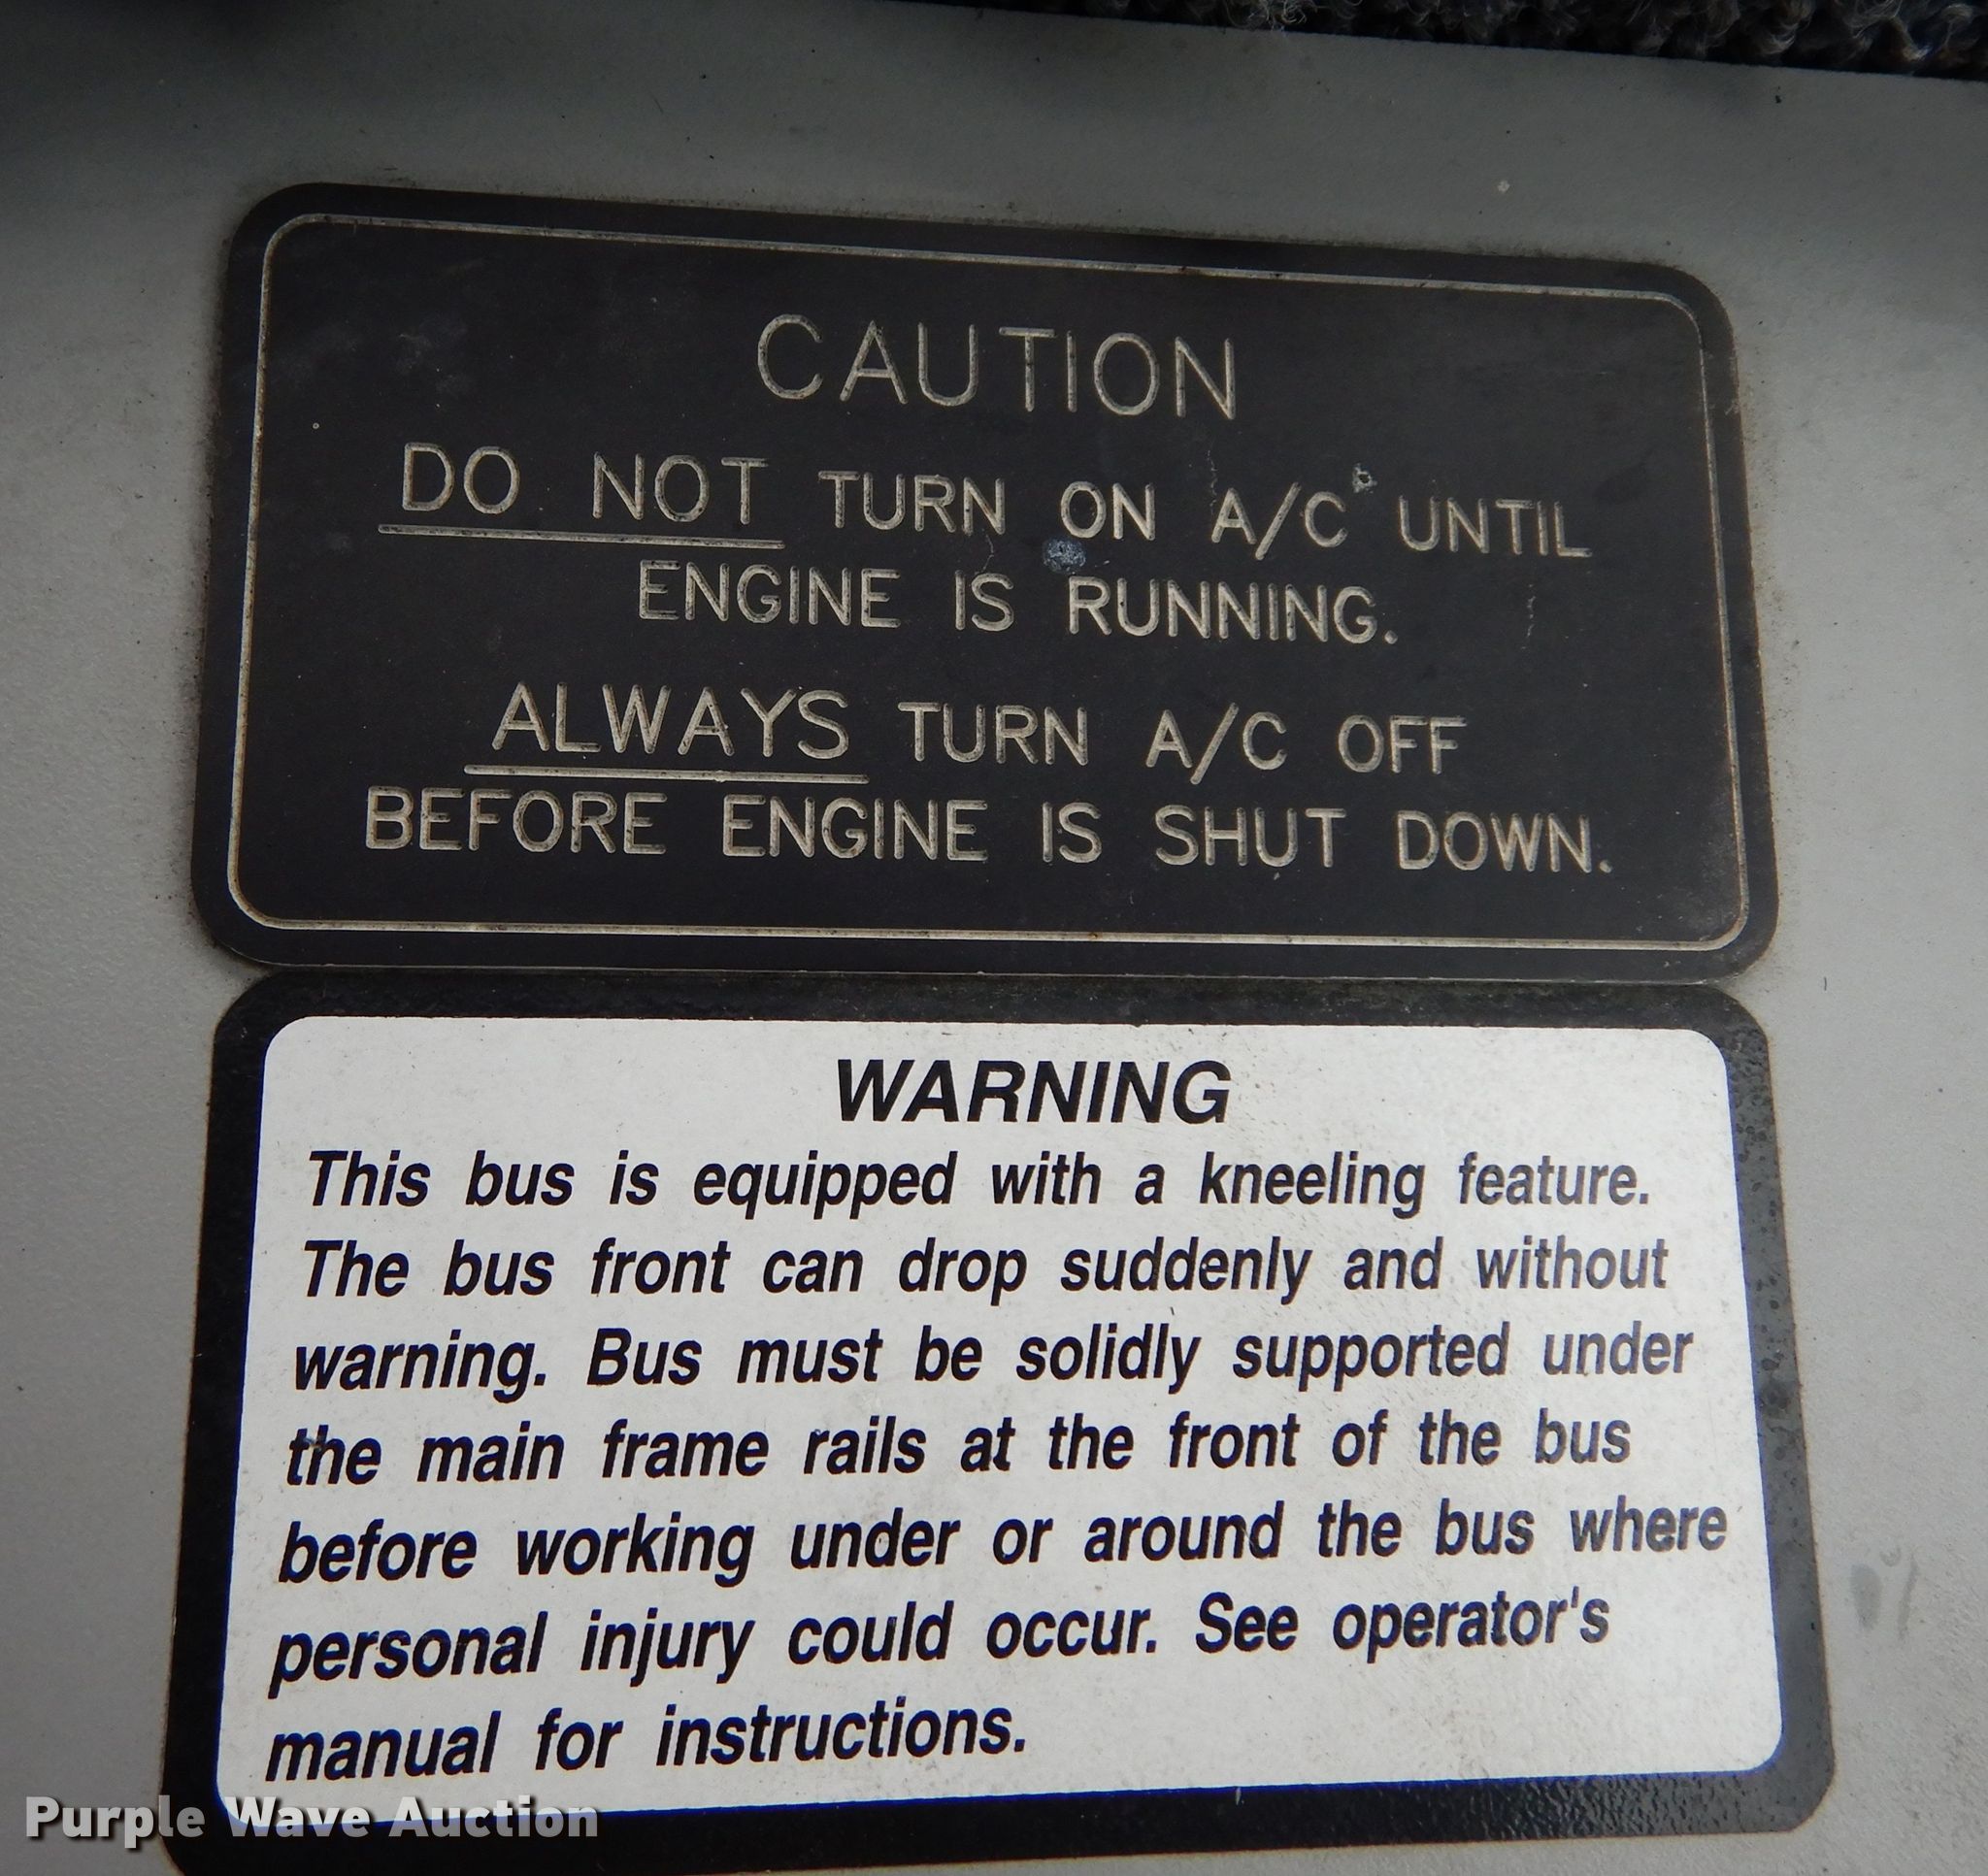 CAUTION
DO NOT TURN ON A/C UNTIL
ENGINE IS RUNNING.
ALWAYS TURN A/C OFF
BEFORE ENGINE IS SHUT DOWN.
WARNING
This bus is equipped with a kneeling feature.
The bus front can drop suddenly and without
warning. Bus must be solidly supported under
the main frame rails at the front of the bus
before working under or around the bus where
personal injury could occur. See operator's
manual for instructions.
Purple Wave Auction